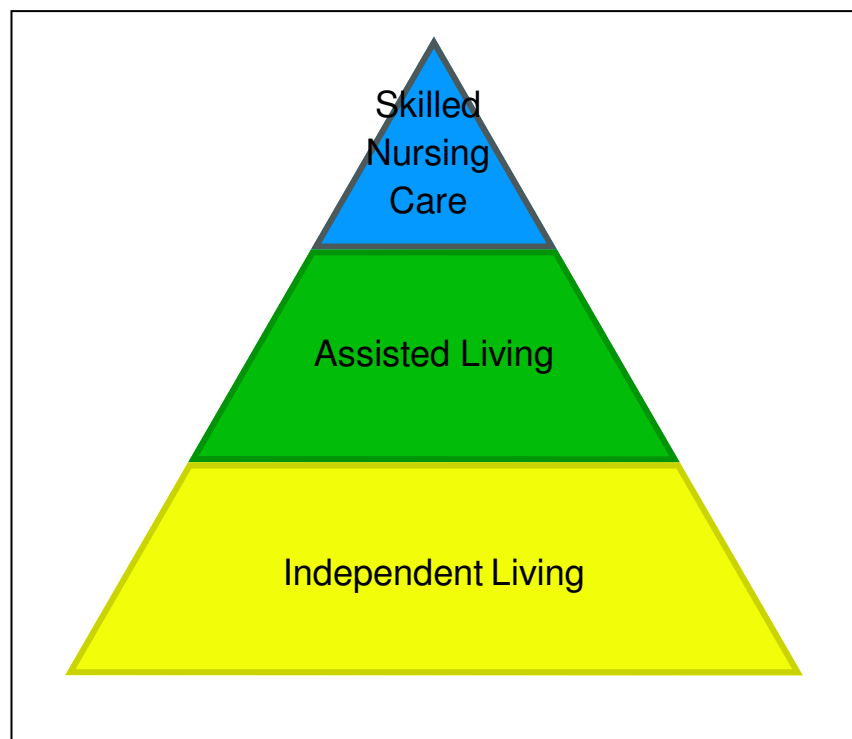 Skilled
Nursing
Care
Assisted Living
Independent Living